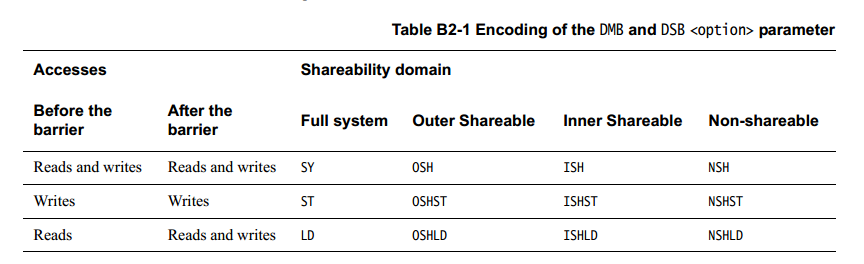 Table B2-1 Encoding of the DMB and DSB <option> parameter
Accesses Shareability domain
Before the barrier After the barrier Full system Outer Shareable Inner Shareable Non-shareable
Reads and writes Reads and writes SY OSH ISH NSH
Writes Writes ST OSHST ISHST NSHST
Reads Reads and writes LD OSHLD ISHLD NSHLD